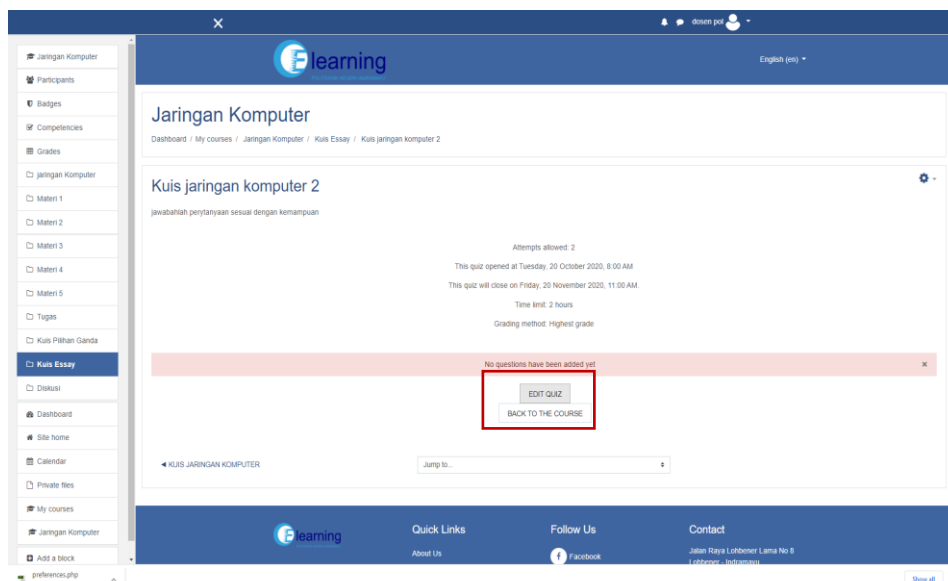 dosen pol
Elearning
English (en)
Jaringan Komputer
Participants
Badges
Competencies
Grades
jaringan Komputer
Materi 1
Materi 2
Materi 3
Materi 4
Materi 5
Tugas
Kuis Pilihan Ganda
Kuis Essay
Diskusi
Dashboard
Site home
Calendar
Private files
My courses
Jaringan Komputer
Add a block
Jaringan Komputer
Dashboard / My courses / Jaringan Komputer / Kuis Essay / Kuis jaringan komputer 2
Kuis jaringan komputer 2
jawabahlah perytanyaan sesuai dengan kemampuan
Attempts allowed: 2
This quiz opened at Tuesday, 20 October 2020, 8:00 AM
This quiz will close on Friday, 20 November 2020, 11:00 AM.
Time limit: 2 hours
Grading method: Highest grade
No questions have been added yet
EDIT QUIZ
BACK TO THE COURSE
◄ KUIS JARINGAN KOMPUTER
Jump to...
Elearning
Quick Links
About Us
Follow Us
Facebook
Contact
Jalan Raya Lohbener Lama No 8
Lohbener - Indramayu
preferences.php
Show all